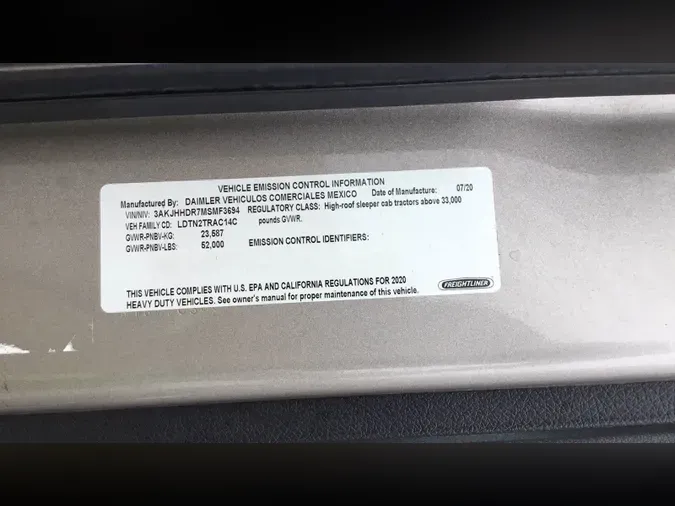 VEHICLE EMISSION CONTROL INFORMATION
Manufactured By: DAIMLER VEHICULOS COMERCIALES MEXICO Date of Manufacture: 07/20
VIN/NIV: 3AKJHHDR7MSMF3694 REGULATORY CLASS: High-roof sleeper cab tractors above 33,000
VEH FAMILY CD: LDTN2TRAC14C pounds GVWR.
GVWR-PNBV-KG: 23,587
GVWR-PNBV-LBS: 52,000 EMISSION CONTROL IDENTIFIERS:
THIS VEHICLE COMPLIES WITH U.S. EPA AND CALIFORNIA REGULATIONS FOR 2020
HEAVY DUTY VEHICLES. See owner's manual for proper maintenance of this vehicle.
FREIGHTLINER